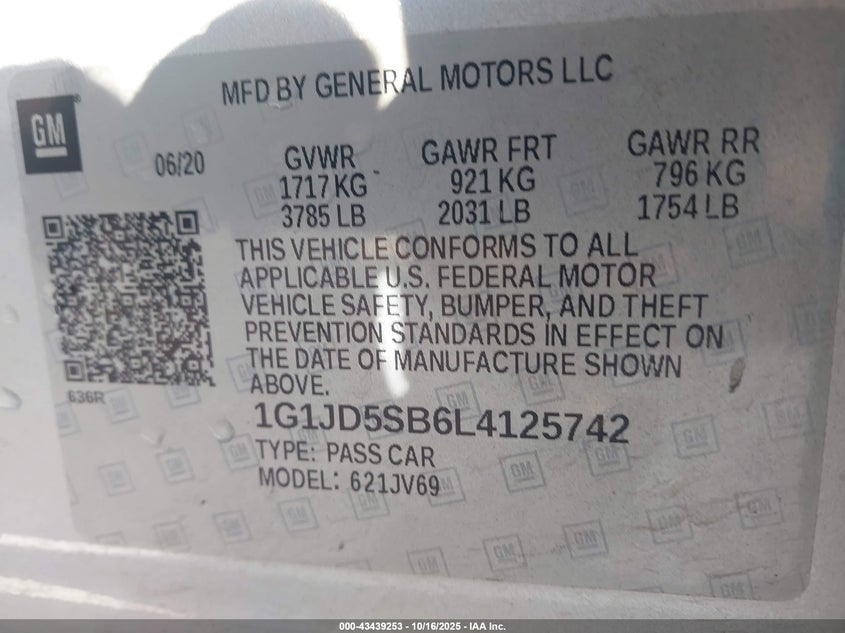 MFD BY GENERAL MOTORS LLC
GM
06/20
GVWR
1717 KG
3785 LB
GAWR FRT
921 KG
2031 LB
GAWR RR
796 KG
1754 LB
THIS VEHICLE CONFORMS TO ALL
APPLICABLE U.S. FEDERAL MOTOR
VEHICLE SAFETY, BUMPER, AND THEFT
PREVENTION STANDARDS IN EFFECT ON
THE DATE OF MANUFACTURE SHOWN
ABOVE.
636R
1G1JD5SB6L4125742
TYPE: PASS CAR
MODEL: 621JV69
000-43439253 - 10/16/2025 - IAA Inc.